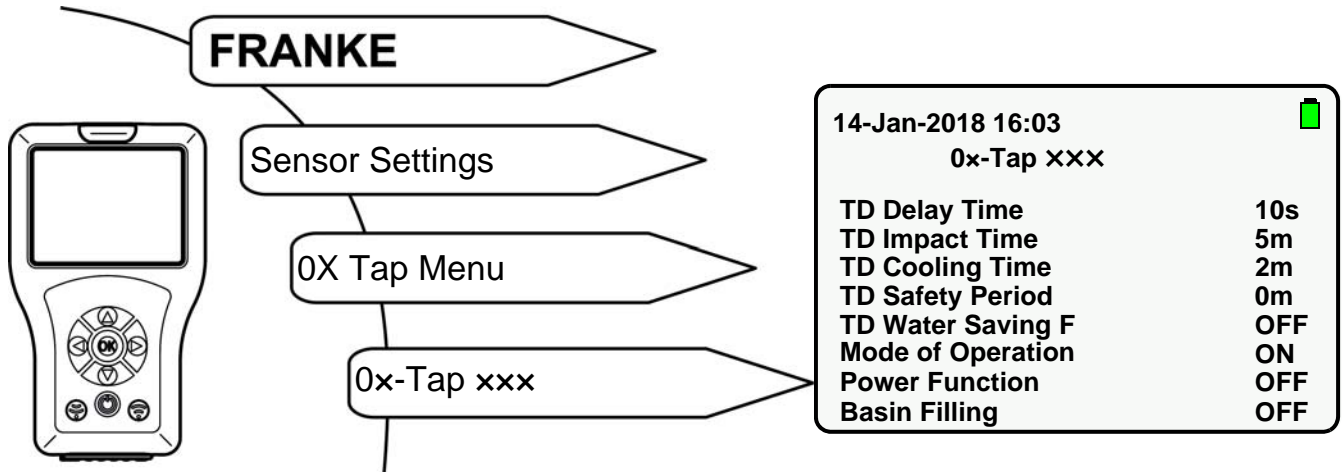 FRANKE
Sensor Settings
0X Tap Menu
0×-Tap ×××
OK
14-Jan-2018 16:03
0×-Tap ×××
TD Delay Time 10s
TD Impact Time 5m
TD Cooling Time 2m
TD Safety Period 0m
TD Water Saving F OFF
Mode of Operation ON
Power Function OFF
Basin Filling OFF